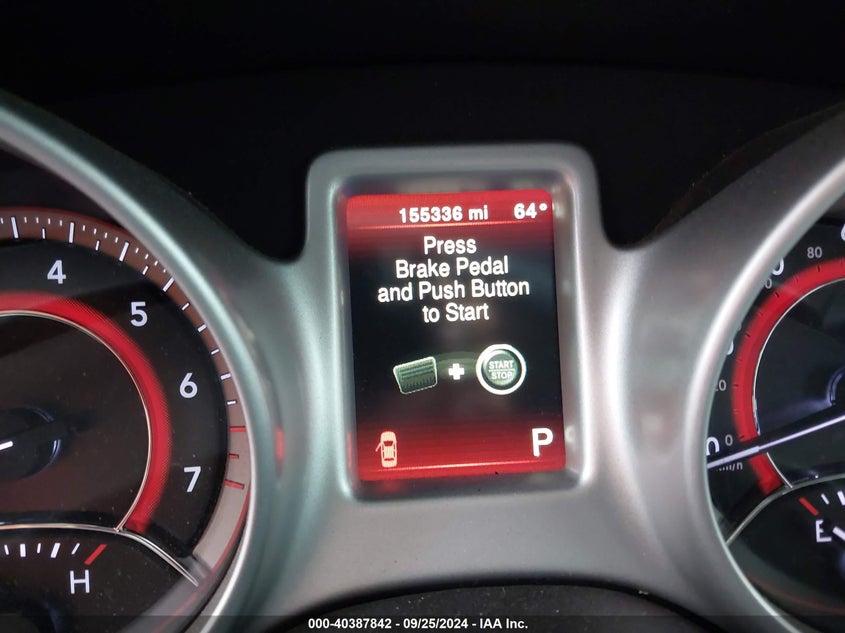 155336 mi 64°
Press
Brake Pedal
and Push Button
to Start
START
STOP
P
4
5
6
7
H
80
0
E
000-40387842 - 09/25/2024 - IAA Inc.